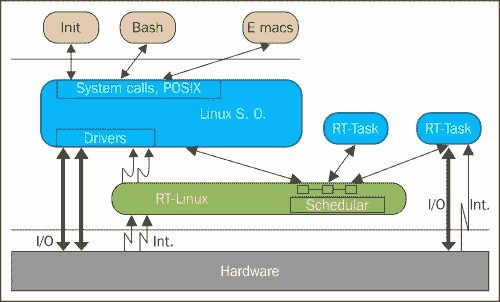 Init
Bash
E macs
System calls, POSIX
Linux S. O.
Drivers
RT-Task
RT-Task
RT-Linux
Schedular
I/O
Int.
I/O
Int.
Hardware